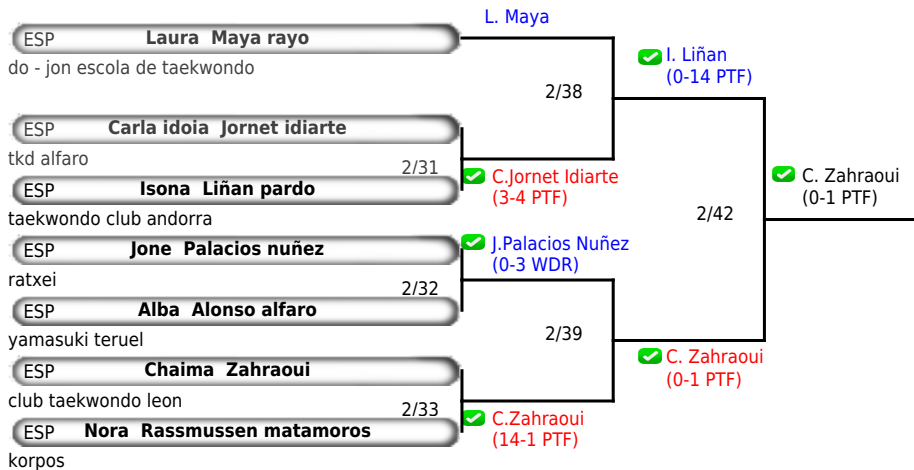 L. Maya
ESP Laura Maya rayo
do - jon escola de taekwondo
I. Liñan
(0-14 PTF)
2/38
ESP Carla idoia Jornet idiarte
tkd alfaro
2/31
C.Jornet Idiarte
(3-4 PTF)
ESP Isona Liñan pardo
taekwondo club andorra
C. Zahraoui
(0-1 PTF)
2/42
ESP Jone Palacios nuñez
J.Palacios Nuñez
(0-3 WDR)
ratxei
2/32
ESP Alba Alonso alfaro
yamasuki teruel
2/39
C. Zahraoui
(0-1 PTF)
ESP Chaima Zahraoui
club taekwondo leon
2/33
C.Zahraoui
(14-1 PTF)
ESP Nora Rassmussen matamoros
korpos